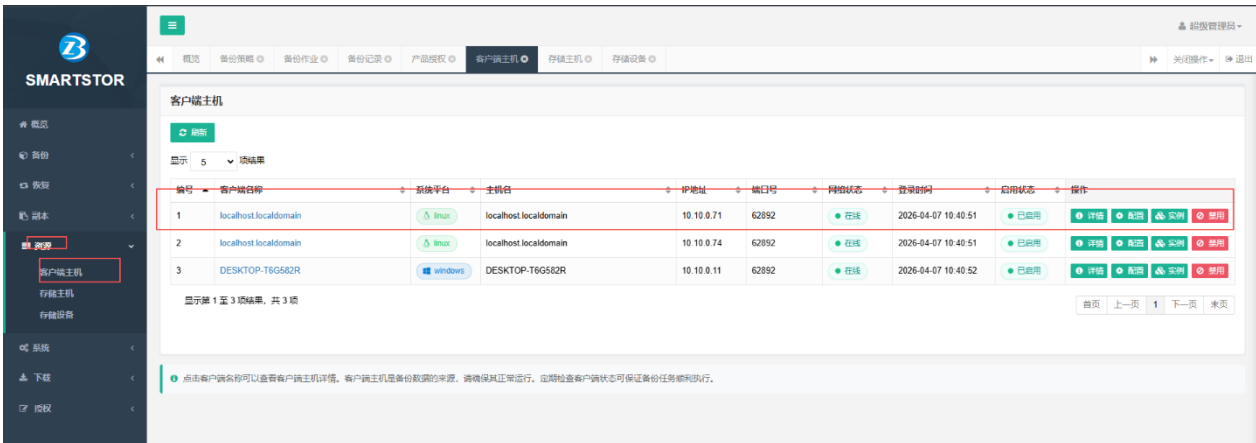 SMARTSTOR
概览
备份
恢复
副本
资源
客户端主机
存储主机
存储设备
系统
下载
授权
超级管理员
概览 备份策略 备份作业 备份记录 产品授权 客户端主机 存储主机 存储设备 关闭操作 退出
客户端主机
刷新
显示 5 项结果
编号 客户端名称 系统平台 主机名 IP地址 端口号 网络状态 登录时间 启用状态 操作
1 localhost.localdomain linux localhost.localdomain 10.10.0.71 62892 在线 2026-04-07 10:40:51 已启用 详情 配置 实例 禁用
2 localhost.localdomain linux localhost.localdomain 10.10.0.74 62892 在线 2026-04-07 10:40:51 已启用 详情 配置 实例 禁用
3 DESKTOP-T6G582R windows DESKTOP-T6G582R 10.10.0.11 62892 在线 2026-04-07 10:40:52 已启用 详情 配置 实例 禁用
显示第 1 至 3 项结果，共 3 项
首页 上一页 1 下一页 末页
点击客户端名称可以查看客户端主机详情。客户端主机是备份数据的来源，请确保其正常运行。定期检查客户端状态可保证备份任务顺利执行。